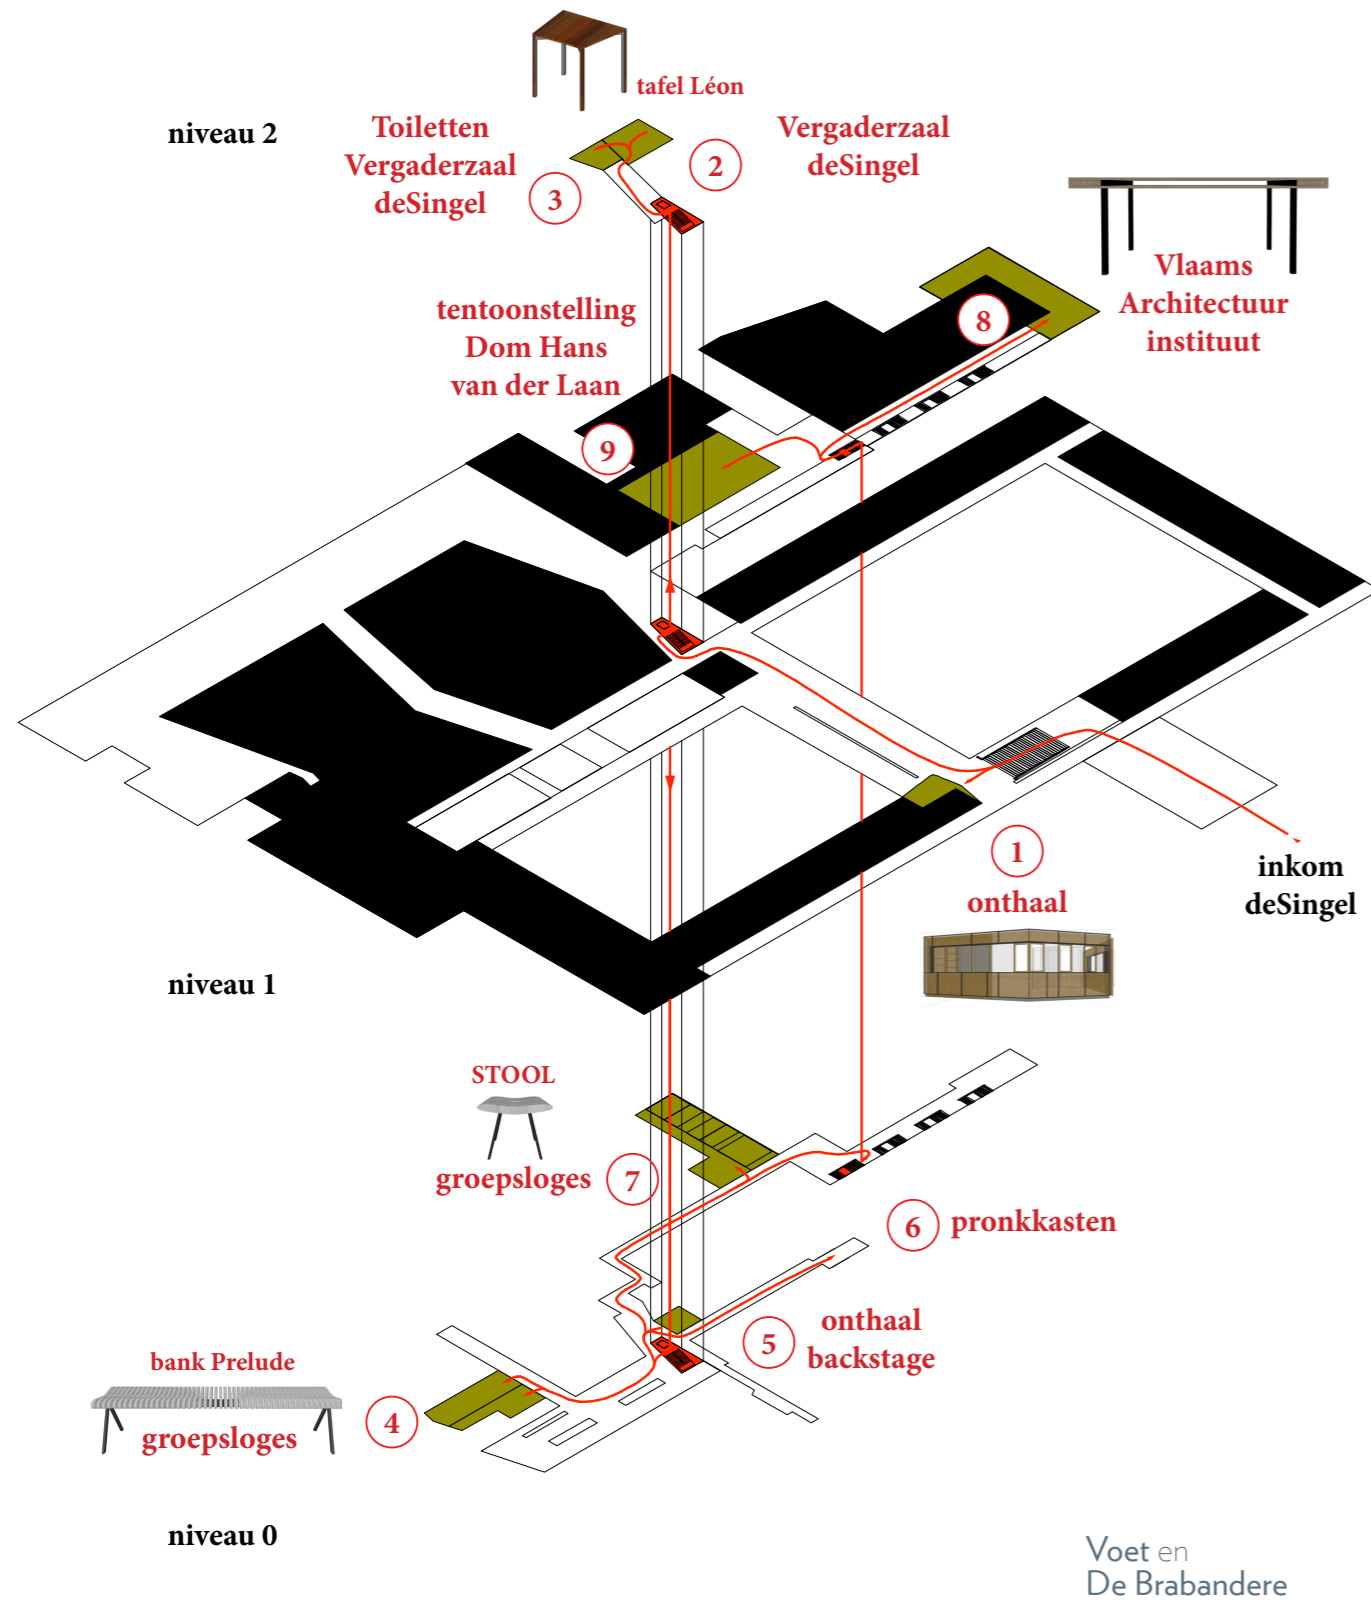 tafel Léon
niveau 2
Toiletten
Vergaderzaal
deSingel
3
2
Vergaderzaal
deSingel
Vlaams
Architectuur
instituut
8
tentoonstelling
Dom Hans
van der Laan
9
1
onthaal
inkom
deSingel
niveau 1
STOOL
groepsloges
7
6
pronkkasten
5
onthaal
backstage
bank Prelude
groepsloges
4
niveau 0
Voet en
De Brabandere